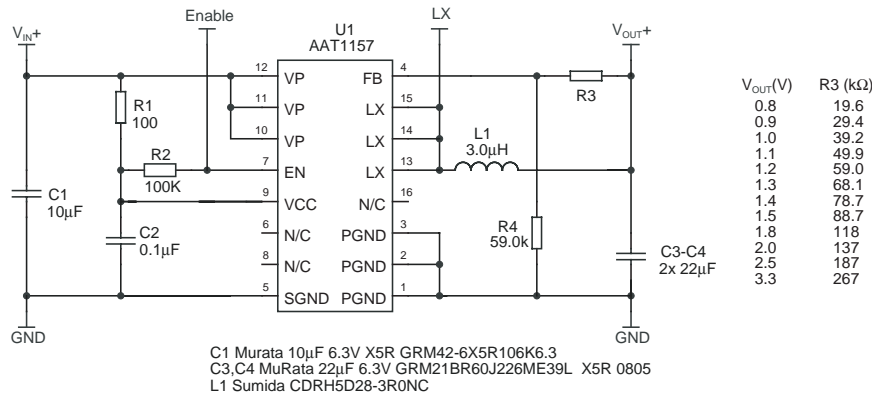 Enable
LX
V_IN+
U1
AAT1157
V_OUT+
12 VP
11 VP
10 VP
7 EN
9 VCC
6 N/C
8 N/C
5 SGND
FB 4
LX 15
LX 14
LX 13
N/C 16
PGND 3
PGND 2
PGND 1
R1
100
R2
100K
C1
10µF
C2
0.1µF
GND
R3
L1
3.0µH
R4
59.0k
C3-C4
2x 22µF
GND
V_OUT(V) R3 (kΩ)
0.8 19.6
0.9 29.4
1.0 39.2
1.1 49.9
1.2 59.0
1.3 68.1
1.4 78.7
1.5 88.7
1.8 118
2.0 137
2.5 187
3.3 267
C1 Murata 10µF 6.3V X5R GRM42-6X5R106K6.3
C3,C4 MuRata 22µF 6.3V GRM21BR60J226ME39L X5R 0805
L1 Sumida CDRH5D28-3R0NC